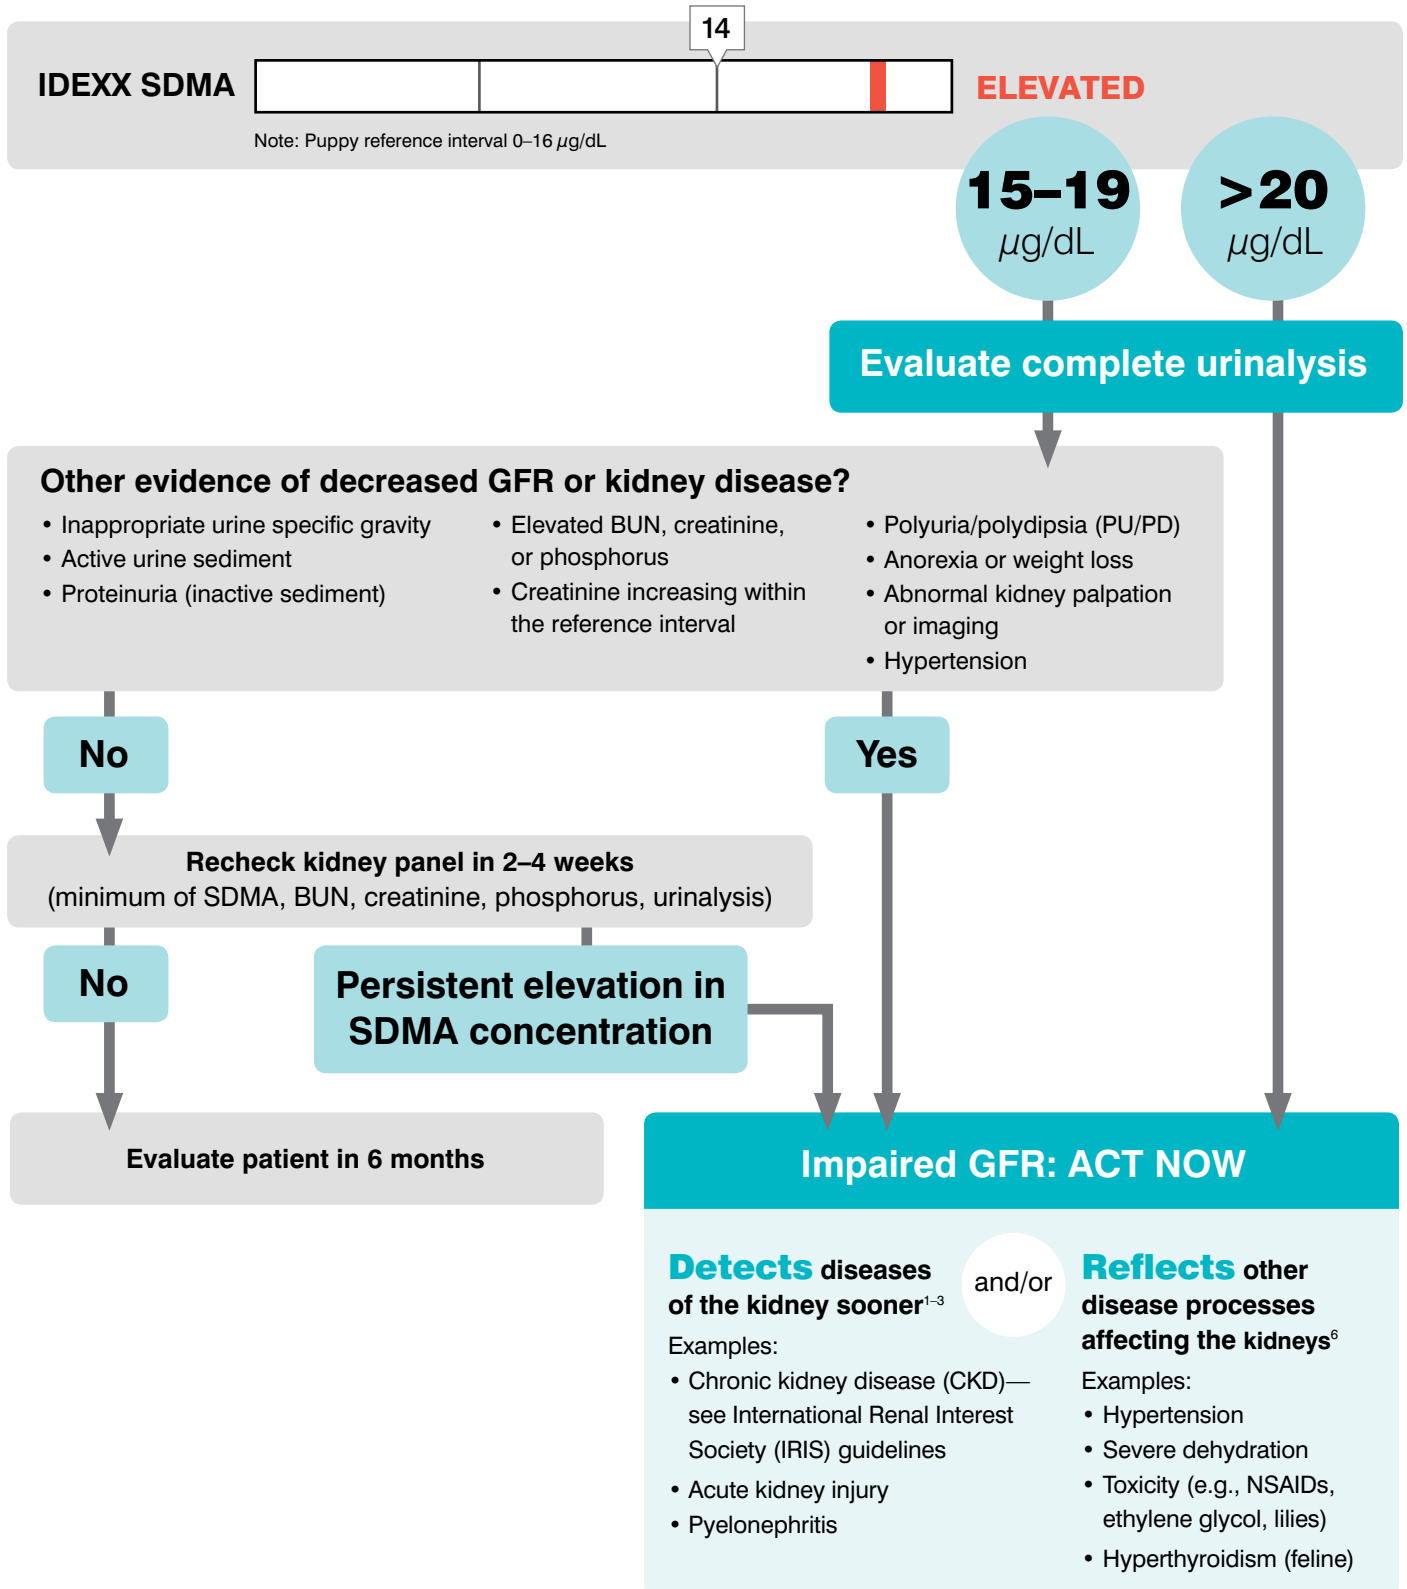 14
IDEXX SDMA
ELEVATED
Note: Puppy reference interval 0–16 µg/dL
15–19
µg/dL
>20
µg/dL
Evaluate complete urinalysis
Other evidence of decreased GFR or kidney disease?
• Inappropriate urine specific gravity
• Active urine sediment
• Proteinuria (inactive sediment)
• Elevated BUN, creatinine,
or phosphorus
• Creatinine increasing within
the reference interval
• Polyuria/polydipsia (PU/PD)
• Anorexia or weight loss
• Abnormal kidney palpation
or imaging
• Hypertension
No
Yes
Recheck kidney panel in 2–4 weeks
(minimum of SDMA, BUN, creatinine, phosphorus, urinalysis)
No
Persistent elevation in
SDMA concentration
Evaluate patient in 6 months
Impaired GFR: ACT NOW
Detects diseases
of the kidney sooner1–3
Examples:
• Chronic kidney disease (CKD)—
see International Renal Interest
Society (IRIS) guidelines
• Acute kidney injury
• Pyelonephritis
and/or
Reflects other
disease processes
affecting the kidneys6
Examples:
• Hypertension
• Severe dehydration
• Toxicity (e.g., NSAIDs,
ethylene glycol, lilies)
• Hyperthyroidism (feline)